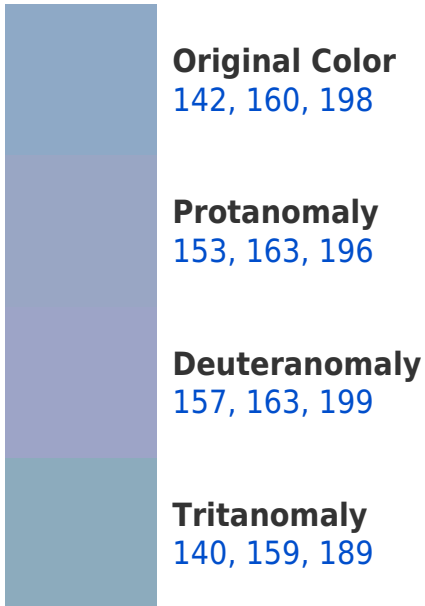 Original Color
142, 160, 198
Protanomaly
153, 163, 196
Deuteranomaly
157, 163, 199
Tritanomaly
140, 159, 189